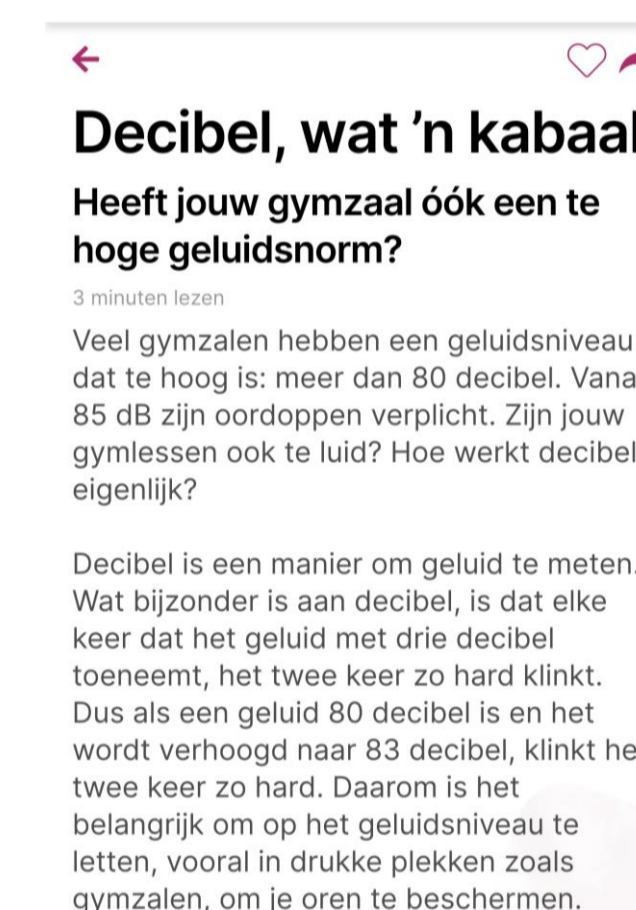 Decibel, wat 'n kabaal
Heeft jouw gymzaal óók een te
hoge geluidsnorm?
3 minuten lezen
Veel gymzalen hebben een geluidsniveau
dat te hoog is: meer dan 80 decibel. Vana
85 dB zijn oordoppen verplicht. Zijn jouw
gymlessen ook te luid? Hoe werkt decibel
eigenlijk?
Decibel is een manier om geluid te meten.
Wat bijzonder is aan decibel, is dat elke
keer dat het geluid met drie decibel
toeneemt, het twee keer zo hard klinkt.
Dus als een geluid 80 decibel is en het
wordt verhoogd naar 83 decibel, klinkt he
twee keer zo hard. Daarom is het
belangrijk om op het geluidsniveau te
letten, vooral in drukke plekken zoals
gymzalen, om je oren te beschermen.